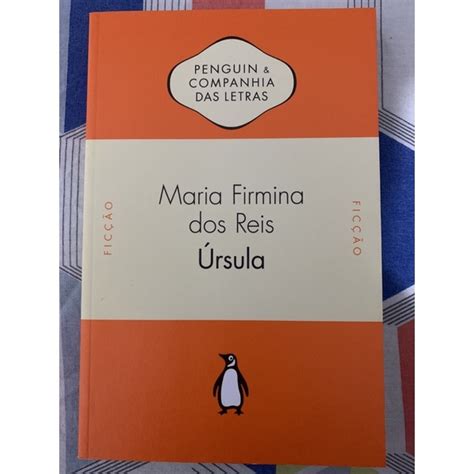 PENGUIN &
COMPANHIA
DAS LETRAS
Maria Firmina
dos Reis
Úrsula
FICÇÃO
FICÇÃO